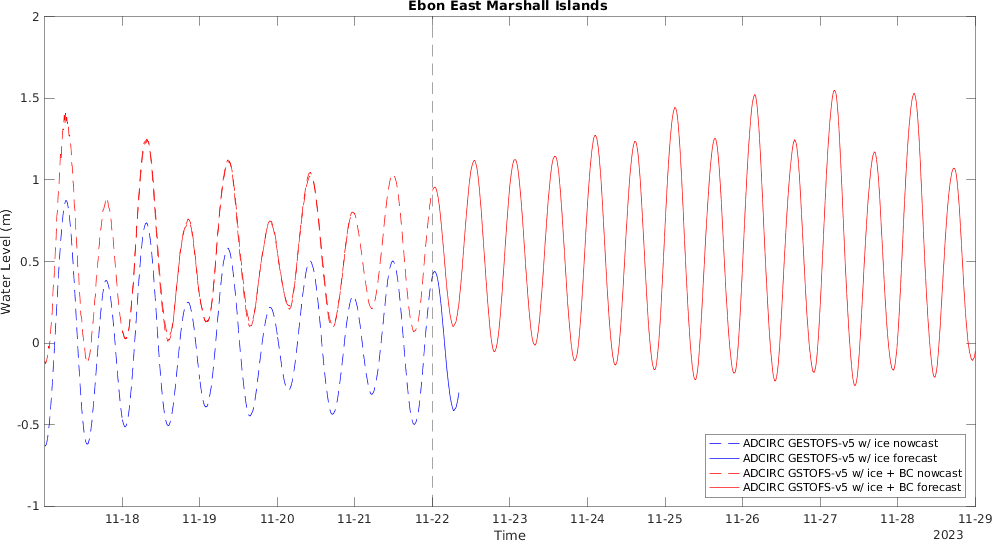 Ebon East Marshall Islands
2
1.5
1
0.5
0
-0.5
-1
Water Level (m)
11-18
11-19
11-20
11-21
11-22
11-23
11-24
11-25
11-26
11-27
11-28
11-29
Time
2023
ADCIRC GESTOFS-v5 w/ ice nowcast
ADCIRC GESTOFS-v5 w/ ice forecast
ADCIRC GSTOFS-v5 w/ ice + BC nowcast
ADCIRC GSTOFS-v5 w/ ice + BC forecast